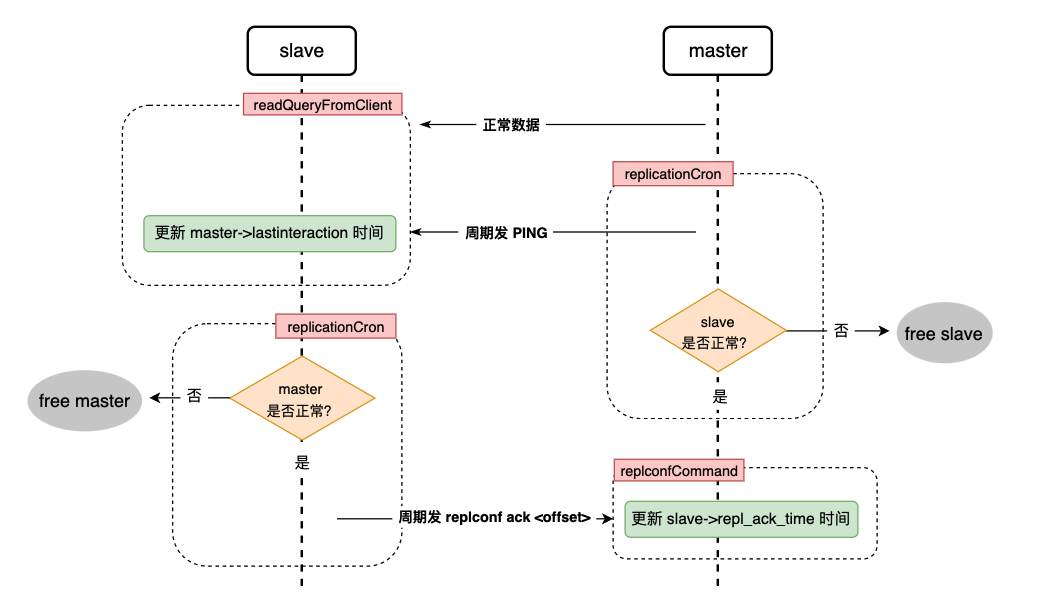 slave
master
readQueryFromClient
正常数据
replicationCron
更新 master->lastinteraction 时间
周期发 PING
replicationCron
slave
是否正常?
否
free slave
master
是否正常?
否
free master
是
是
replconfCommand
周期发 replconf ack <offset>
更新 slave->repl_ack_time 时间